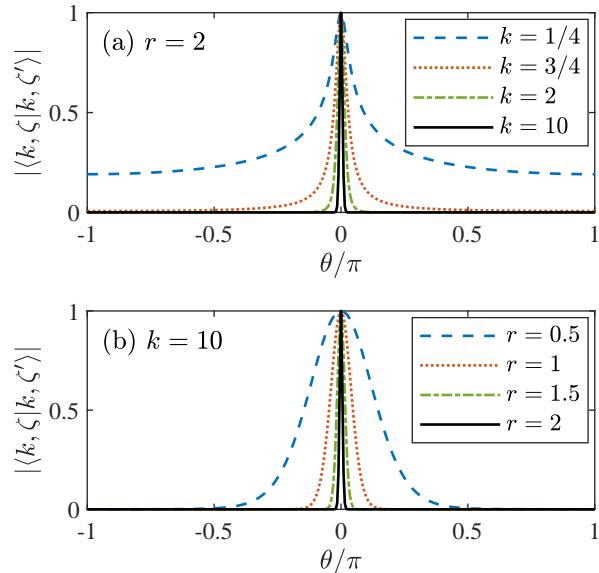 1
(a) r = 2
k = 1/4
k = 3/4
k = 2
k = 10
|⟨k, ζ|k, ζ′⟩|
0.5
0
-1
-0.5
0
0.5
1
θ/π
1
(b) k = 10
r = 0.5
r = 1
r = 1.5
r = 2
|⟨k, ζ|k, ζ′⟩|
0.5
0
-1
-0.5
0
0.5
1
θ/π